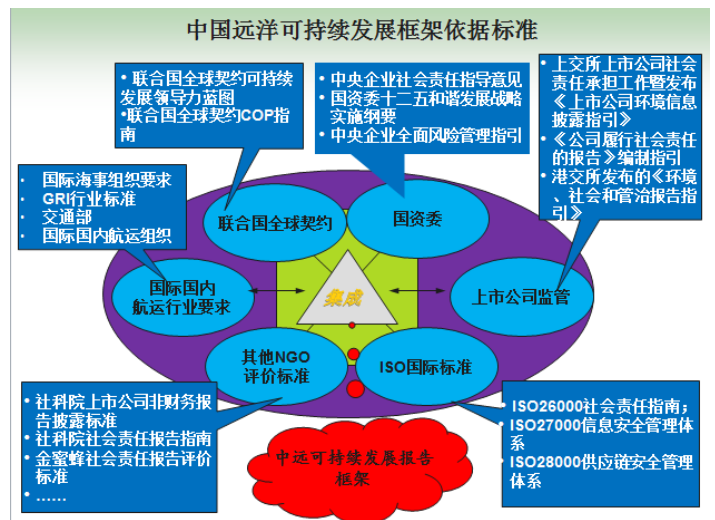 中国远洋可持续发展框架依据标准
• 联合国全球契约可持续
发展领导力蓝图
•联合国全球契约COP指
南
• 中央企业社会责任指导意见
• 国资委十二五和谐发展战略
实施纲要
• 中央企业全面风险管理指引
• 上交所上市公司社会
责任承担工作暨发布
《上市公司环境信息
披露指引》
• 《公司履行社会责任
的报告》编制指引
• 港交所发布的《环境
、社会和管治报告指
引》
• 国际海事组织要求
• GRI行业标准
• 交通部
• 国际国内航运组织
联合国全球契约
国资委
国际国内
航运行业要求
集成
上市公司监管
其他NGO
评价标准
ISO国际标准
• 社科院上市公司非财务报
告披露标准
• 社科院社会责任报告指南
• 金蜜蜂社会责任报告评价
标准
• ……
• ISO26000社会责任指南；
• ISO27000信息安全管理体
系
• ISO28000供应链安全管理
体系
中远可持续发展报告
框架